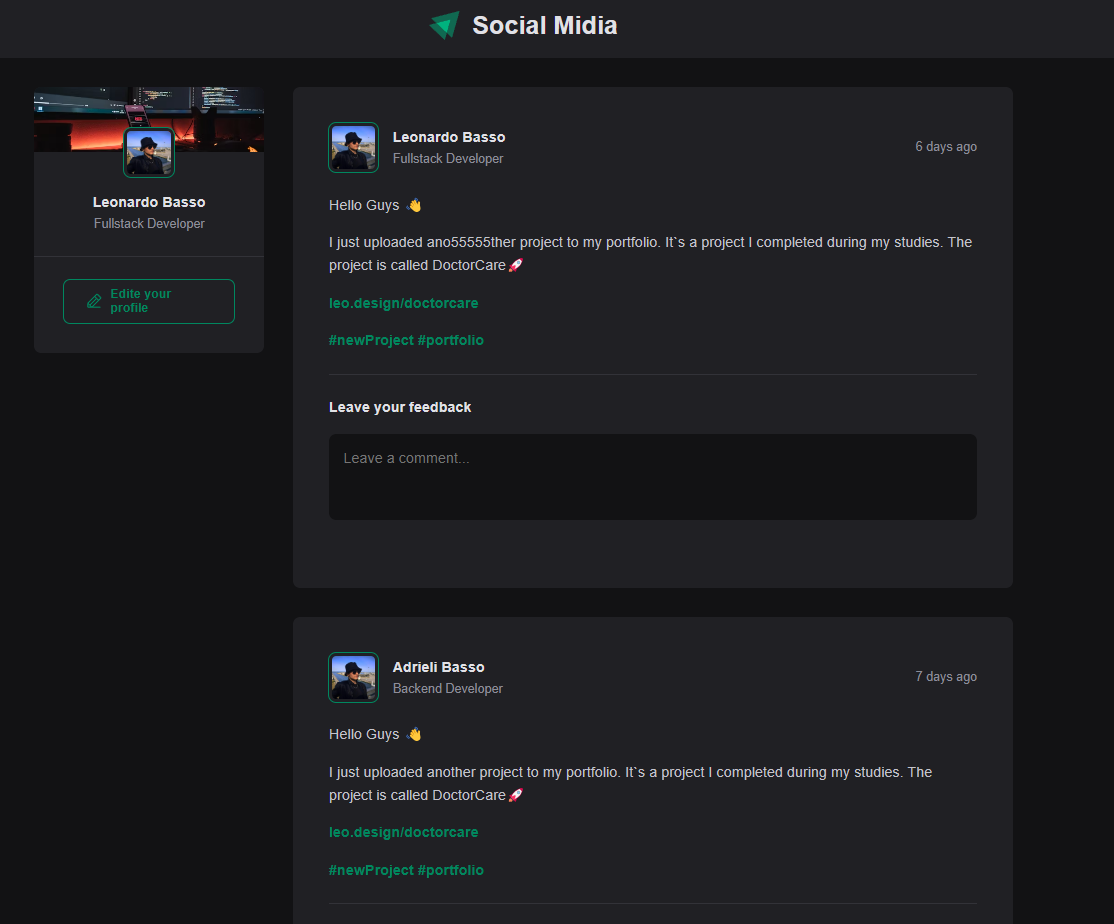 Social Midia
Leonardo Basso
Fullstack Developer
Edite your
profile
Leonardo Basso
Fullstack Developer
6 days ago
Hello Guys 👋
I just uploaded ano55555ther project to my portfolio. It`s a project I completed during my studies. The
project is called DoctorCare🚀
leo.design/doctorcare
#newProject #portfolio
Leave your feedback
Leave a comment...
Adrieli Basso
Backend Developer
7 days ago
Hello Guys 👋
I just uploaded another project to my portfolio. It`s a project I completed during my studies. The
project is called DoctorCare🚀
leo.design/doctorcare
#newProject #portfolio